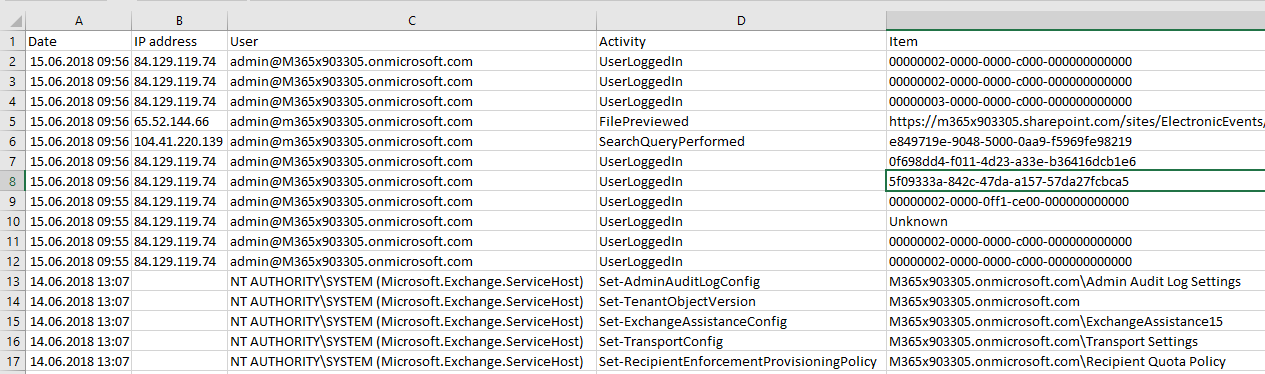 A B C D
1 Date IP address User Activity Item
2 15.06.2018 09:56 84.129.119.74 admin@M365x903305.onmicrosoft.com UserLoggedIn 00000002-0000-0000-c000-000000000000
3 15.06.2018 09:56 84.129.119.74 admin@M365x903305.onmicrosoft.com UserLoggedIn 00000002-0000-0000-c000-000000000000
4 15.06.2018 09:56 84.129.119.74 admin@M365x903305.onmicrosoft.com UserLoggedIn 00000003-0000-0000-c000-000000000000
5 15.06.2018 09:56 65.52.144.66 admin@m365x903305.onmicrosoft.com FilePreviewed https://m365x903305.sharepoint.com/sites/ElectronicEvents/
6 15.06.2018 09:56 104.41.220.139 admin@m365x903305.onmicrosoft.com SearchQueryPerformed e849719e-9048-5000-0aa9-f5969fe98219
7 15.06.2018 09:56 84.129.119.74 admin@M365x903305.onmicrosoft.com UserLoggedIn 0f698dd4-f011-4d23-a33e-b36416dcb1e6
8 15.06.2018 09:56 84.129.119.74 admin@M365x903305.onmicrosoft.com UserLoggedIn 5f09333a-842c-47da-a157-57da27fcbca5
9 15.06.2018 09:55 84.129.119.74 admin@M365x903305.onmicrosoft.com UserLoggedIn 00000002-0000-0ff1-ce00-000000000000
10 15.06.2018 09:55 84.129.119.74 admin@M365x903305.onmicrosoft.com UserLoggedIn Unknown
11 15.06.2018 09:55 84.129.119.74 admin@M365x903305.onmicrosoft.com UserLoggedIn 00000002-0000-0000-c000-000000000000
12 15.06.2018 09:55 84.129.119.74 admin@M365x903305.onmicrosoft.com UserLoggedIn 00000002-0000-0000-c000-000000000000
13 14.06.2018 13:07 NT AUTHORITY\SYSTEM (Microsoft.Exchange.ServiceHost) Set-AdminAuditLogConfig M365x903305.onmicrosoft.com\Admin Audit Log Settings
14 14.06.2018 13:07 NT AUTHORITY\SYSTEM (Microsoft.Exchange.ServiceHost) Set-TenantObjectVersion M365x903305.onmicrosoft.com
15 14.06.2018 13:07 NT AUTHORITY\SYSTEM (Microsoft.Exchange.ServiceHost) Set-ExchangeAssistanceConfig M365x903305.onmicrosoft.com\ExchangeAssistance15
16 14.06.2018 13:07 NT AUTHORITY\SYSTEM (Microsoft.Exchange.ServiceHost) Set-TransportConfig M365x903305.onmicrosoft.com\Transport Settings
17 14.06.2018 13:07 NT AUTHORITY\SYSTEM (Microsoft.Exchange.ServiceHost) Set-RecipientEnforcementProvisioningPolicy M365x903305.onmicrosoft.com\Recipient Quota Policy